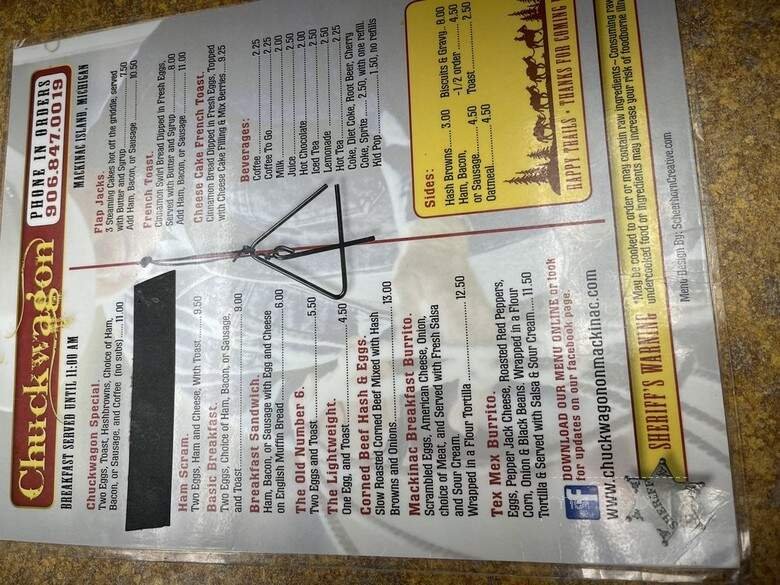 Chuckwagon
PHONE IN ORDERS
906.847.0019
BREAKFAST SERVED UNTIL 11:00 AM
MACKINAC ISLAND, MICHIGAN
Chuckwagon Special.
Two Eggs, Toast, Hashbrowns, Choice of Ham,
Bacon, or Sausage, and Coffee (no subs) ......11.00
Ham Scram.
Two Eggs, Ham and Cheese, With Toast........9.50
Basic Breakfast.
Two Eggs, Choice of Ham, Bacon, or Sausage,
and Toast..........9.00
Breakfast Sandwich.
Ham, Bacon, or Sausage with Egg and Cheese
on English Muffin Bread..........6.00
The Old Number 6.
Two Eggs and Toast..........5.50
The Lightweight.
One Egg, and Toast..........4.50
Corned Beef Hash & Eggs.
Slow Roasted Corned Beef Mixed with Hash
Browns and Onions..........13.00
Mackinac Breakfast Burrito.
Scrambled Eggs, American Cheese, Onion,
choice of Meat, and Served with Fresh Salsa
and Sour Cream.
Wrapped in a Flour Tortilla..........12.50
Tex Mex Burrito.
Eggs, Pepper Jack Cheese, Roasted Red Peppers,
Corn, Onion & Black Beans. Wrapped in a Flour
Tortilla & Served with Salsa & Sour Cream.....11.50
f
DOWNLOAD OUR MENU ONLINE or look
for updates on our facebook page.
www.chuckwagononmackinac.com
Flap Jacks.
3 Steaming Cakes hot off the griddle, served
with Butter and Syrup..........7.50
Add Ham, Bacon, or Sausage..........10.50
French Toast.
Cinnamon Swirl Bread Dipped in Fresh Eggs,
Served with Butter and Syrup..........8.00
Add Ham, Bacon, or Sausage..........11.00
Cheese Cake French Toast.
Cinnamon Bread Dipped in Fresh Eggs, Topped
with Cheese Cake Filling & Mix Berries.....9.25
Beverages:
Coffee..........2.25
Coffee To Go..........2.25
Milk..........2.00
Juice..........2.50
Hot Chocolate..........2.00
Iced Tea..........2.50
Lemonade..........2.50
Hot Tea..........2.25
Coke, Diet Coke, Root Beer, Cherry
Coke, Sprite ..... 2.50 with one refill.
Kid Pop ..........1.50, no refills
Sides:
Hash Browns...... 3.00
Ham, Bacon,
or Sausage.......... 4.50
Oatmeal.......... 4.50
Biscuits & Gravy.. 8.00
-1/2 order .......... 4.50
Toast.......... 2.50
HAPPY TRAILS * THANKS FOR COMING
SHERIFF'S WARNING
*May be cooked to order or may contain raw ingredients - Consuming raw
undercooked food or ingredients may increase your risk of foodborne
SHERIFF
Menu Design By: ScheerhornCreative.com